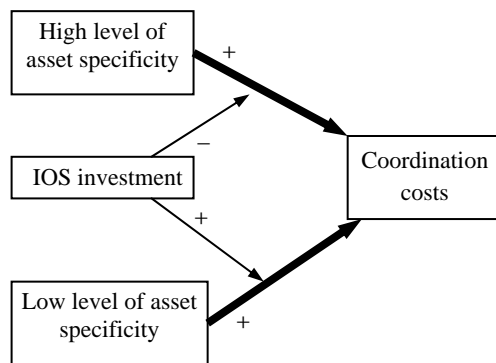 High level of
asset specificity
+
−
IOS investment
Coordination
costs
+
Low level of asset
specificity
+